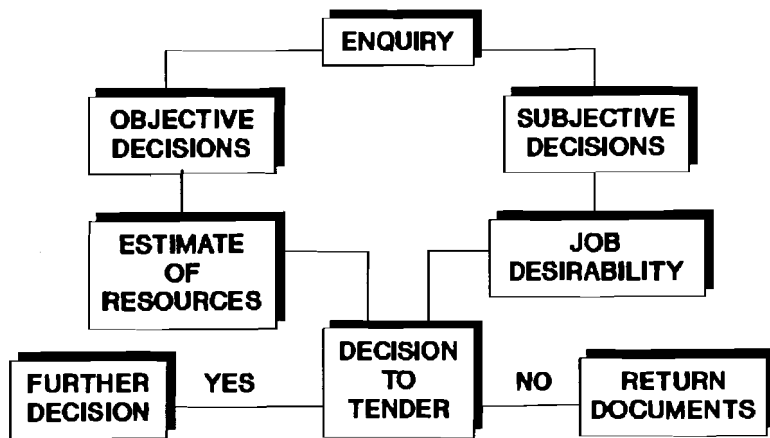 ENQUIRY
OBJECTIVE
DECISIONS
SUBJECTIVE
DECISIONS
ESTIMATE
OF
RESOURCES
JOB
DESIRABILITY
FURTHER
DECISION
YES
DECISION
TO
TENDER
NO
RETURN
DOCUMENTS